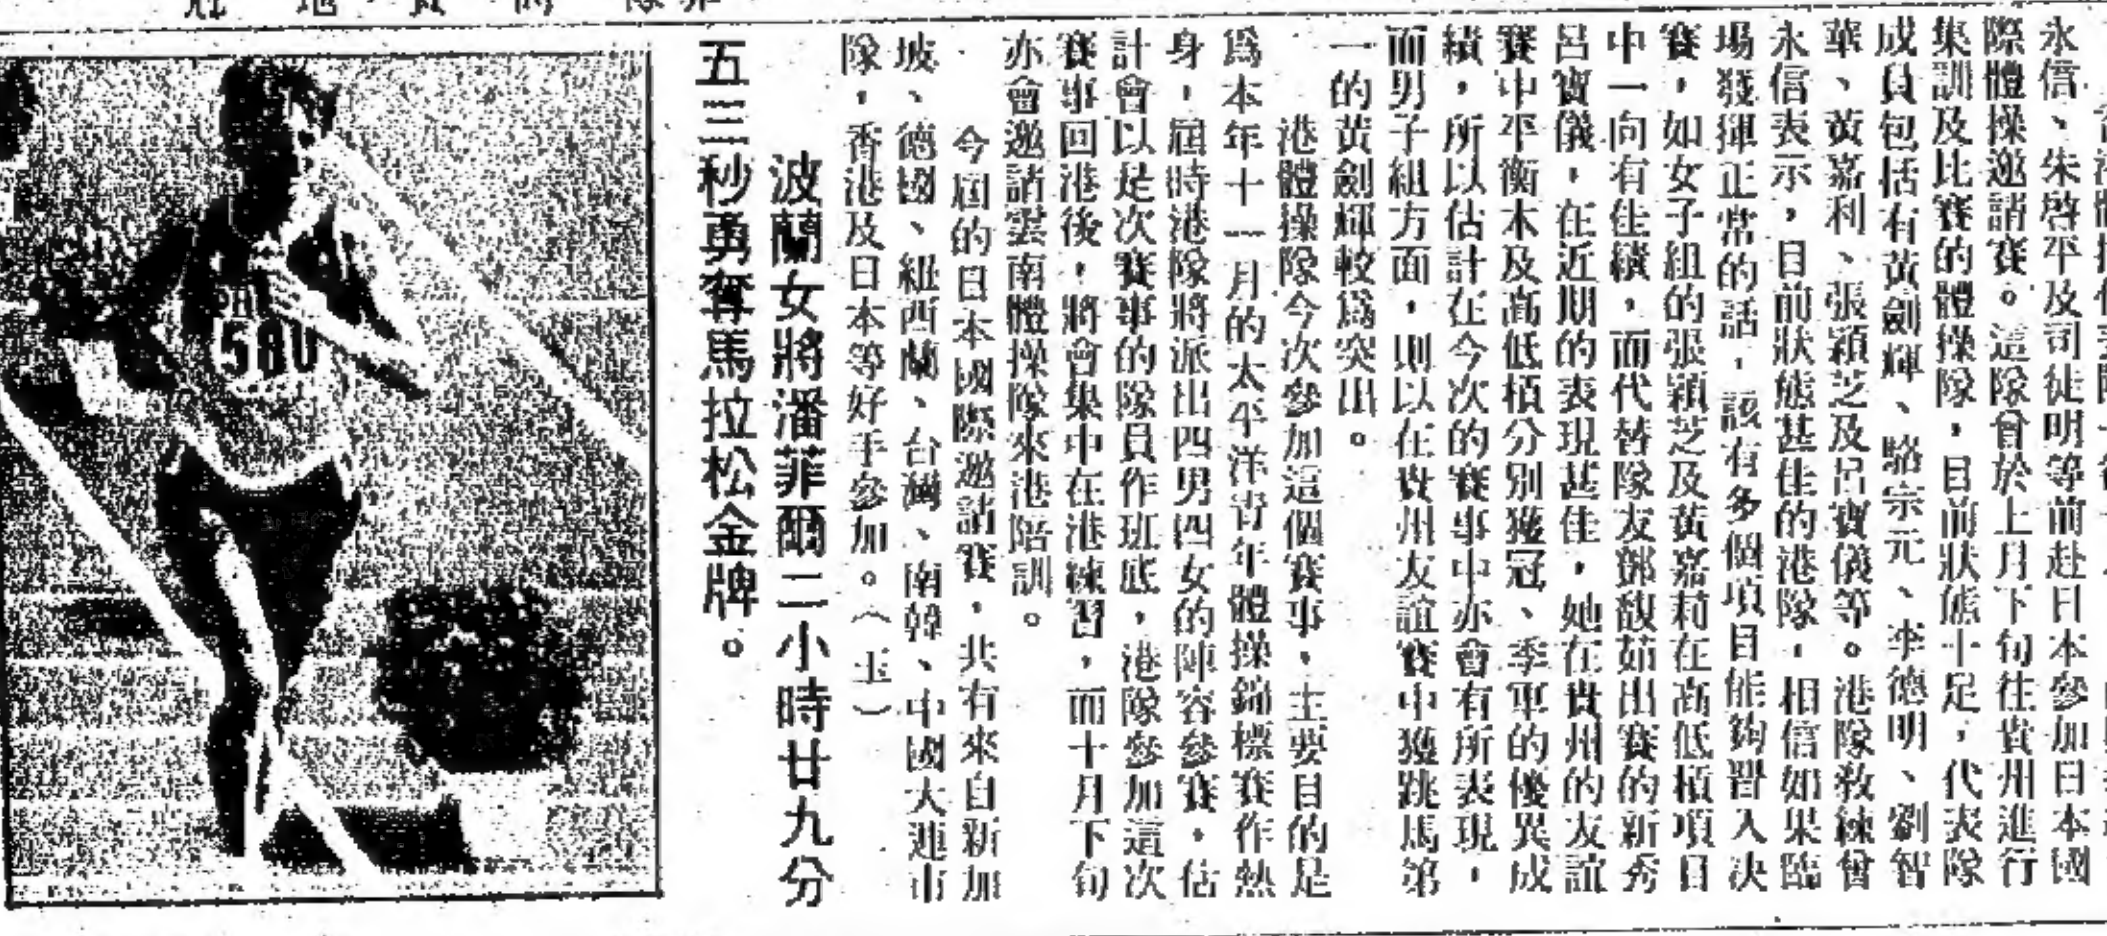 永信、朱啓平及司徒明等前赴日本參加日本國
際體操邀請賽。這隊曾於上月下旬往貴州進行
集訓及比賽的體操隊，目前狀態十足，代表隊
成員包括有黃劍輝、駱宗元、李德明、劉智
華、黃嘉利、張穎芝及呂寶儀等。港隊教練曾
永信表示，目前狀態甚佳的港隊，相信如果臨
場發揮正常的話，該有多個項目能夠晉入决
賽，如女子組的張穎芝及黃嘉莉在高低槓項目
中一向有佳績，而代替隊友鄧馥茹出賽的新秀
呂寶儀，在近期的表現甚佳，她在貴州的友誼
賽中平衡木及高低槓分別獲冠、季軍的優異成
績，所以估計在今次的賽事中亦會有所表現，
而男子組方面，則以在貴州友誼賽中獲跳馬第
一的黃劍輝較爲突出。
港體操隊今次參加這個賽事，主要目的是
爲本年十一月的太平洋青年體操錦標賽作熱
身，屆時港隊將派出四男四女的陣容參賽，估
計會以是次賽事的隊員作班底，港隊參加這次
賽事回港後，將會集中在港練習，而十月下旬
亦會邀請雲南體操隊來港陪訓。
今屆的日本國際邀請賽，共有來自新加
坡、德國、紐西蘭、台灣、南韓、中國大連市
隊，香港及日本等好手參加。（玉）
波蘭女將潘菲爾二小時廿九分
五三秒勇奪馬拉松金牌。
580